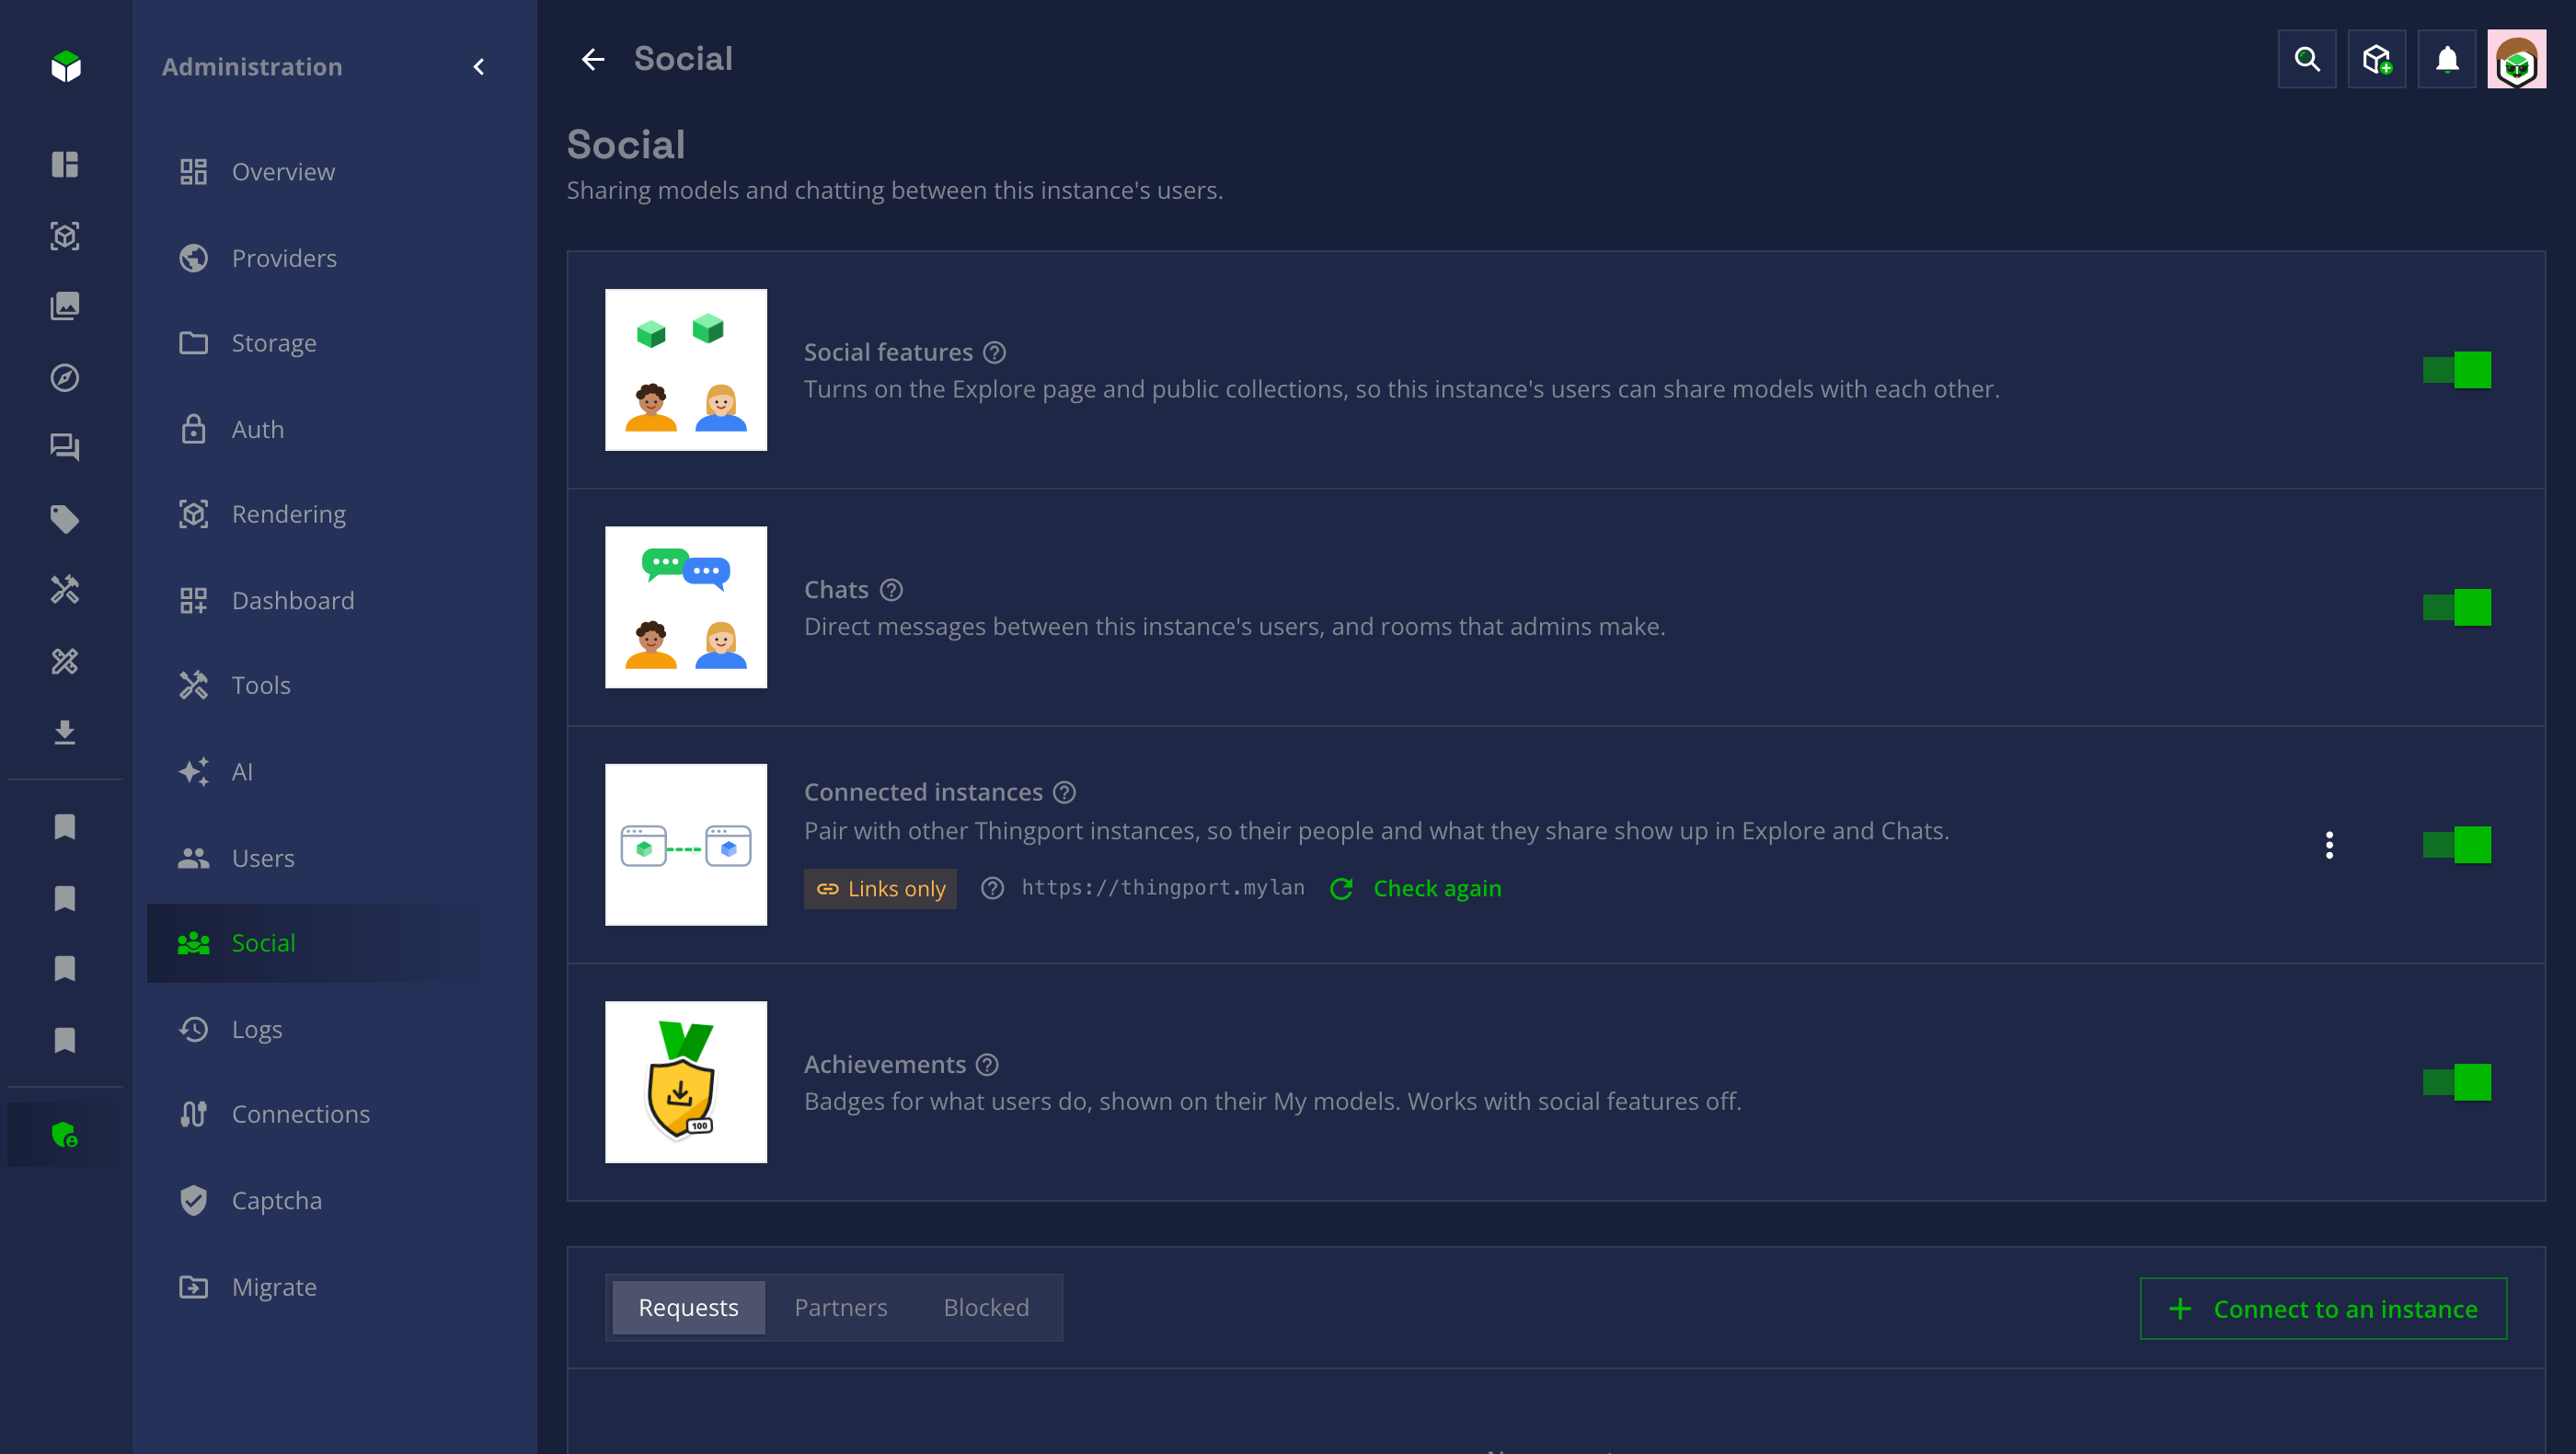 Administration
Overview
Providers
Storage
Auth
Rendering
Dashboard
Tools
AI
Users
Social
Logs
Connections
Captcha
Migrate
Social
Social
Sharing models and chatting between this instance's users.
Social features
Turns on the Explore page and public collections, so this instance's users can share models with each other.
Chats
Direct messages between this instance's users, and rooms that admins make.
Connected instances
Pair with other Thingport instances, so their people and what they share show up in Explore and Chats.
Links only https://thingport.mylan Check again
100
Achievements
Badges for what users do, shown on their My models. Works with social features off.
Requests Partners Blocked Connect to an instance